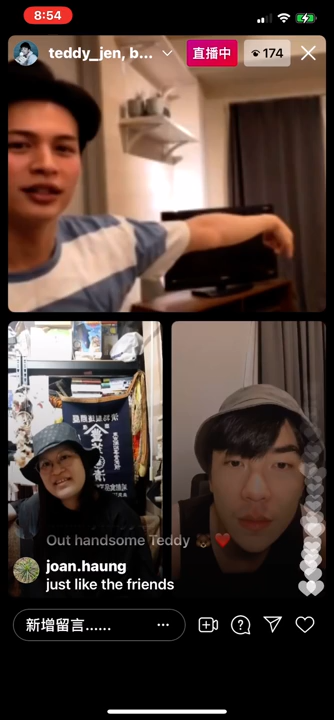 8:54
teddy_jen, b...
直播中
174
Out handsome Teddy 🐻❤️
joan.haung
just like the friends
新增留言......